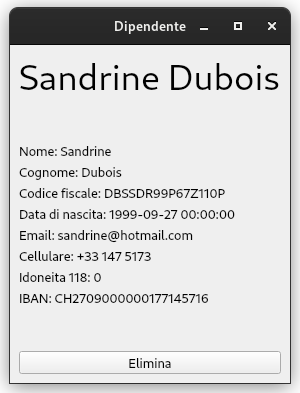 Dipendente
Sandrine Dubois
Nome: Sandrine
Cognome: Dubois
Codice fiscale: DBSSDR99P67Z110P
Data di nascita: 1999-09-27 00:00:00
Email: sandrine@hotmail.com
Cellulare: +33 147 5173
Idoneita 118: 0
IBAN: CH2709000000177145716
Elimina